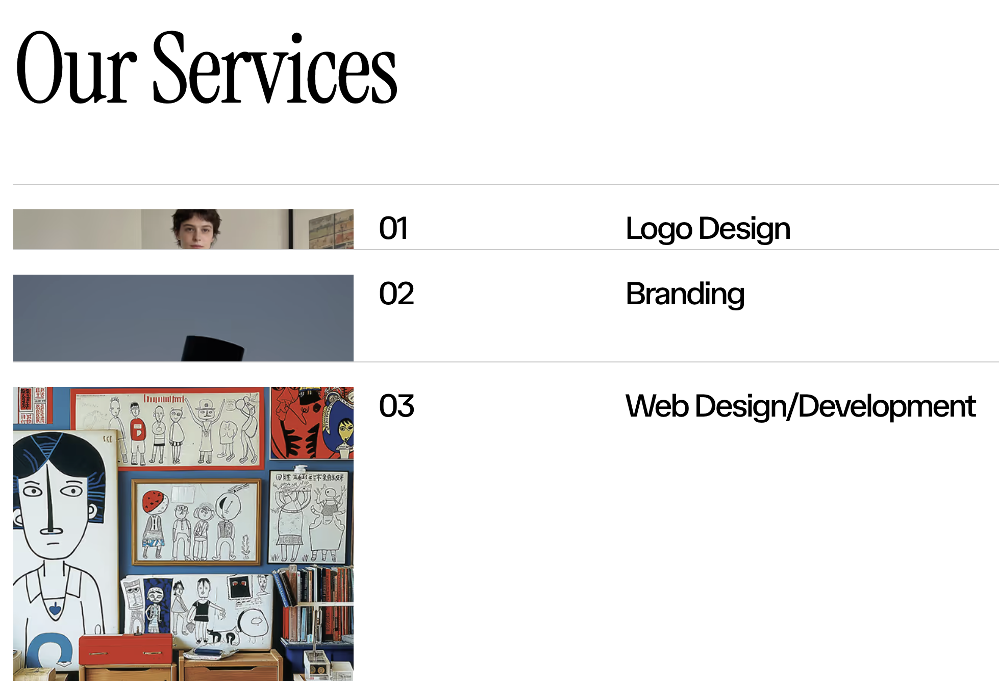 Our Services
01
Logo Design
02
Branding
03
Web Design/Development